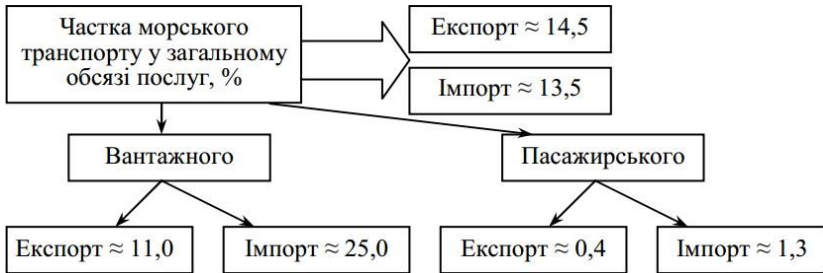 Частка морського
транспорту у загальному
обсязі послуг, %
Експорт ≈ 14,5
Імпорт ≈ 13,5
Вантажного
Пасажирського
Експорт ≈ 11,0
Імпорт ≈ 25,0
Експорт ≈ 0,4
Імпорт ≈ 1,3